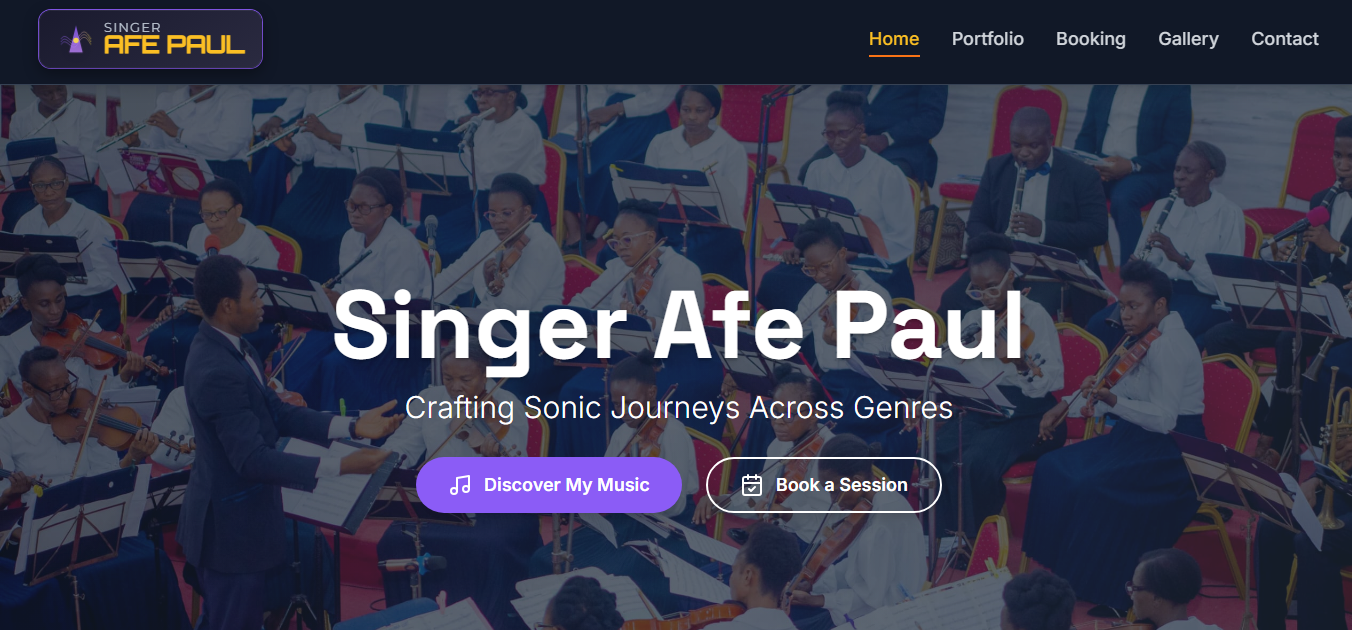 SINGER
AFE PAUL
Home
Portfolio
Booking
Gallery
Contact
Singer Afe Paul
Crafting Sonic Journeys Across Genres
Discover My Music
Book a Session